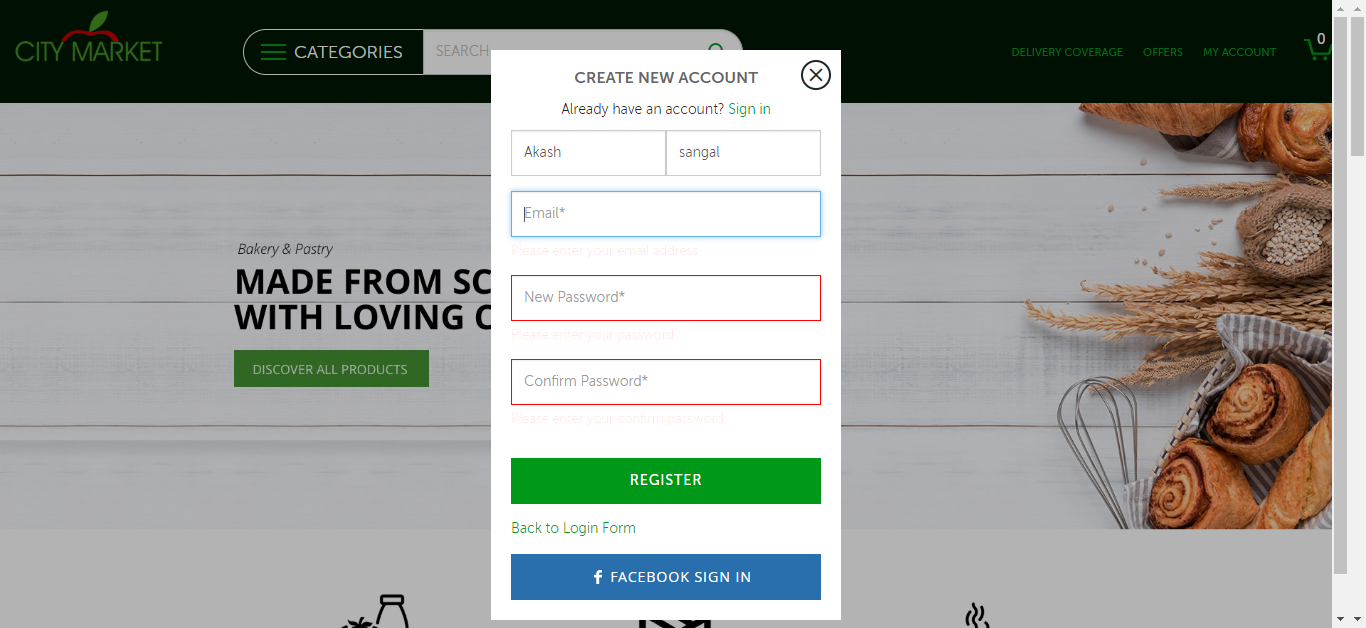 CITY MARKET
CATEGORIES
SEARCH
DELIVERY COVERAGE
OFFERS
MY ACCOUNT
0
CREATE NEW ACCOUNT
Already have an account? Sign in
Akash
sangal
Email*
Please enter your email address.
New Password*
Please enter your password.
Confirm Password*
Please enter your confirm password.
REGISTER
Back to Login Form
FACEBOOK SIGN IN
Bakery & Pastry
MADE FROM SC
WITH LOVING
DISCOVER ALL PRODUCTS